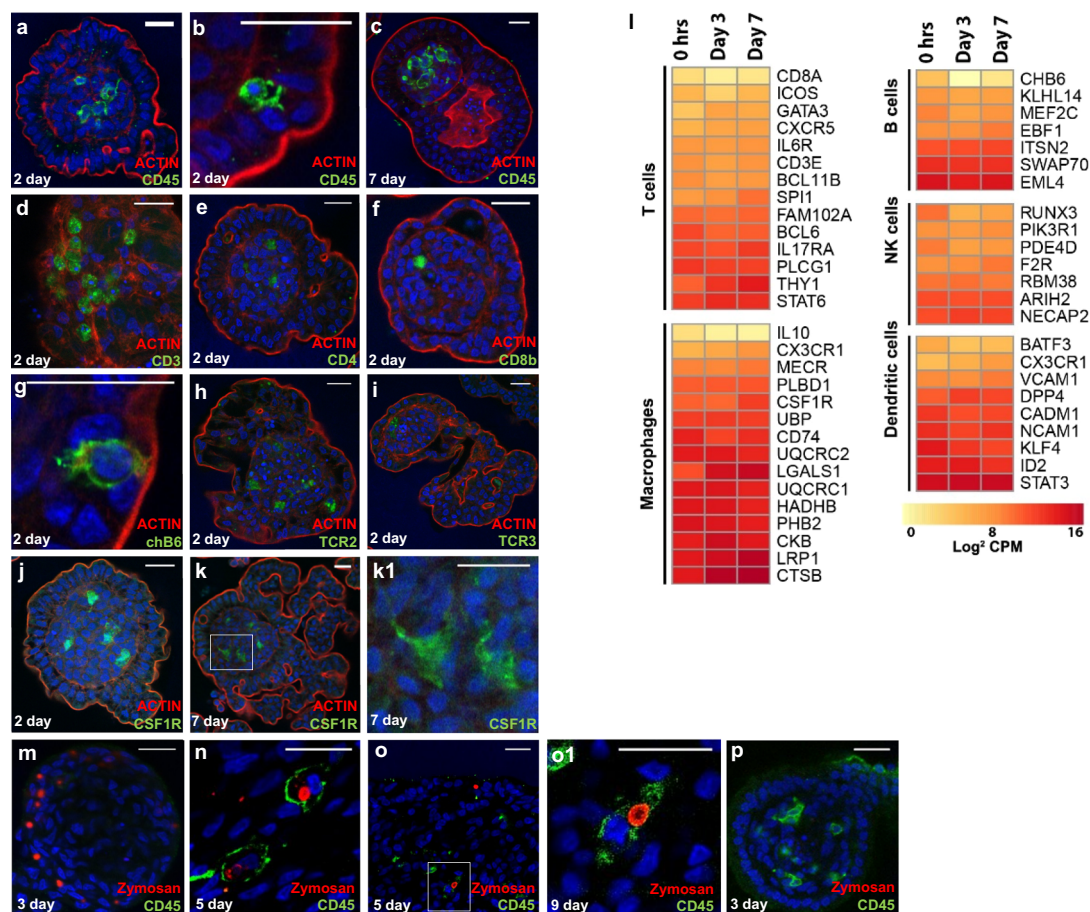 a
ACTIN
2 day
CD45
b
ACTIN
2 day
CD45
c
ACTIN
7 day
CD45
d
ACTIN
2 day
CD3
e
ACTIN
2 day
CD4
f
ACTIN
2 day
CD8b
g
ACTIN
2 day
chB6
h
ACTIN
2 day
TCR2
i
ACTIN
2 day
TCR3
j
ACTIN
2 day
CSF1R
k
ACTIN
7 day
CSF1R
k1
7 day
CSF1R
l
0 hrs
Day 3
Day 7
T cells
CD8A
ICOS
GATA3
CXCR5
IL6R
CD3E
BCL11B
SPI1
FAM102A
BCL6
IL17RA
PLCG1
THY1
STAT6
Macrophages
IL10
CX3CR1
MECR
PLBD1
CSF1R
UBP
CD74
UQCRC2
LGALS1
UQCRC1
HADHB
PHB2
CKB
LRP1
CTSB
0 hrs
Day 3
Day 7
B cells
CHB6
KLHL14
MEF2C
EBF1
ITSN2
SWAP70
EML4
NK cells
RUNX3
PIK3R1
PDE4D
F2R
RBM38
ARIH2
NECAP2
Dendritic cells
BATF3
CX3CR1
VCAM1
DPP4
CADM1
NCAM1
KLF4
ID2
STAT3
0 8 16
Log² CPM
m
Zymosan
3 day
CD45
n
Zymosan
5 day
CD45
o
Zymosan
5 day
CD45
o1
Zymosan
9 day
CD45
p
Zymosan
3 day
CD45